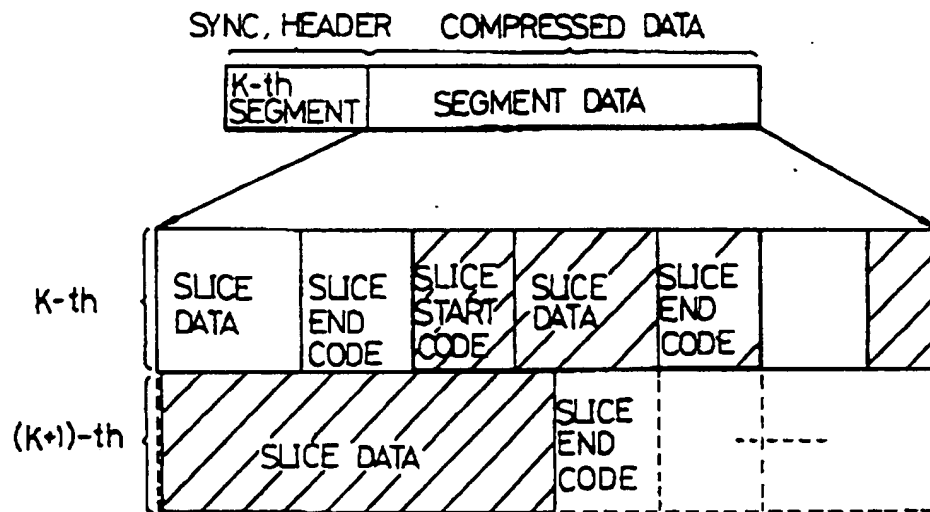 SYNC, HEADER COMPRESSED DATA
K-th
SEGMENT
SEGMENT DATA
K-th
SLICE
DATA
SLICE
END
CODE
SLICE
START
CODE
SLICE
DATA
SLICE
END
CODE
(K+1)-th
SLICE DATA
SLICE
END
CODE